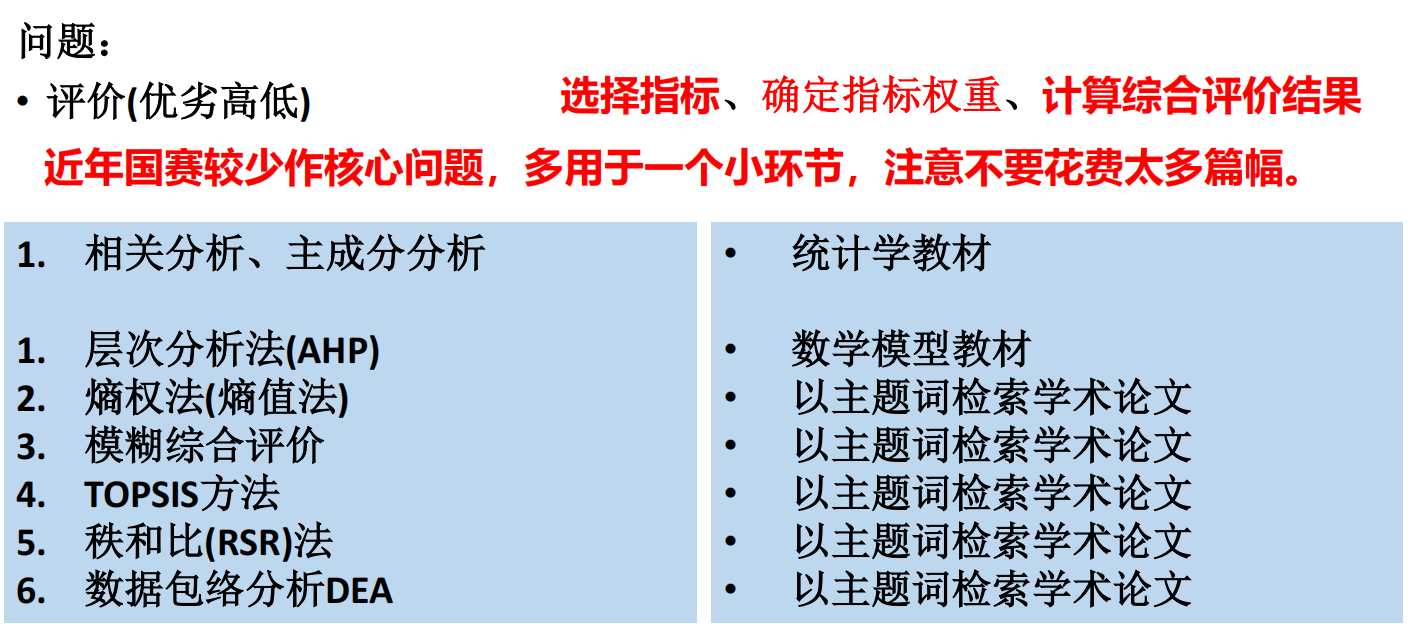 问题：
• 评价(优劣高低)
选择指标、确定指标权重、计算综合评价结果
近年国赛较少作核心问题，多用于一个小环节，注意不要花费太多篇幅。
1. 相关分析、主成分分析
• 统计学教材
1. 层次分析法(AHP)
• 数学模型教材
2. 熵权法(熵值法)
• 以主题词检索学术论文
3. 模糊综合评价
• 以主题词检索学术论文
4. TOPSIS方法
• 以主题词检索学术论文
5. 秩和比(RSR)法
• 以主题词检索学术论文
6. 数据包络分析DEA
• 以主题词检索学术论文